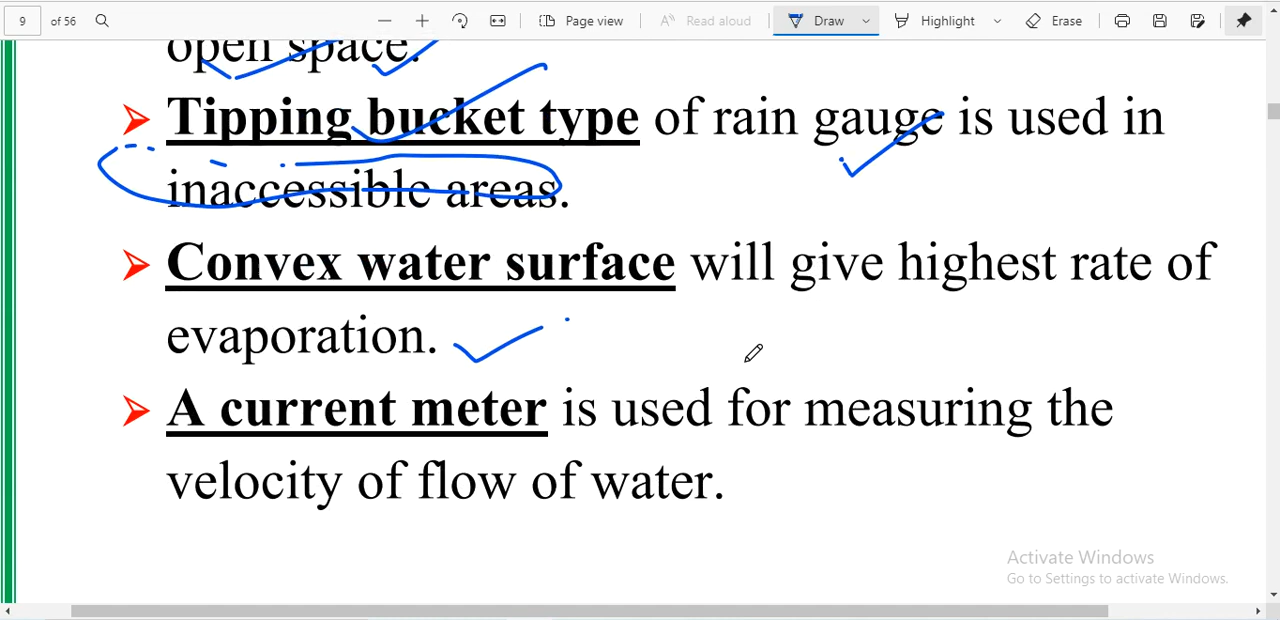 9 of 56 Page view Read aloud Draw Highlight Erase
open space.
Tipping bucket type of rain gauge is used in
inaccessible areas.
Convex water surface will give highest rate of
evaporation.
A current meter is used for measuring the
velocity of flow of water.
Activate Windows
Go to Settings to activate Windows.